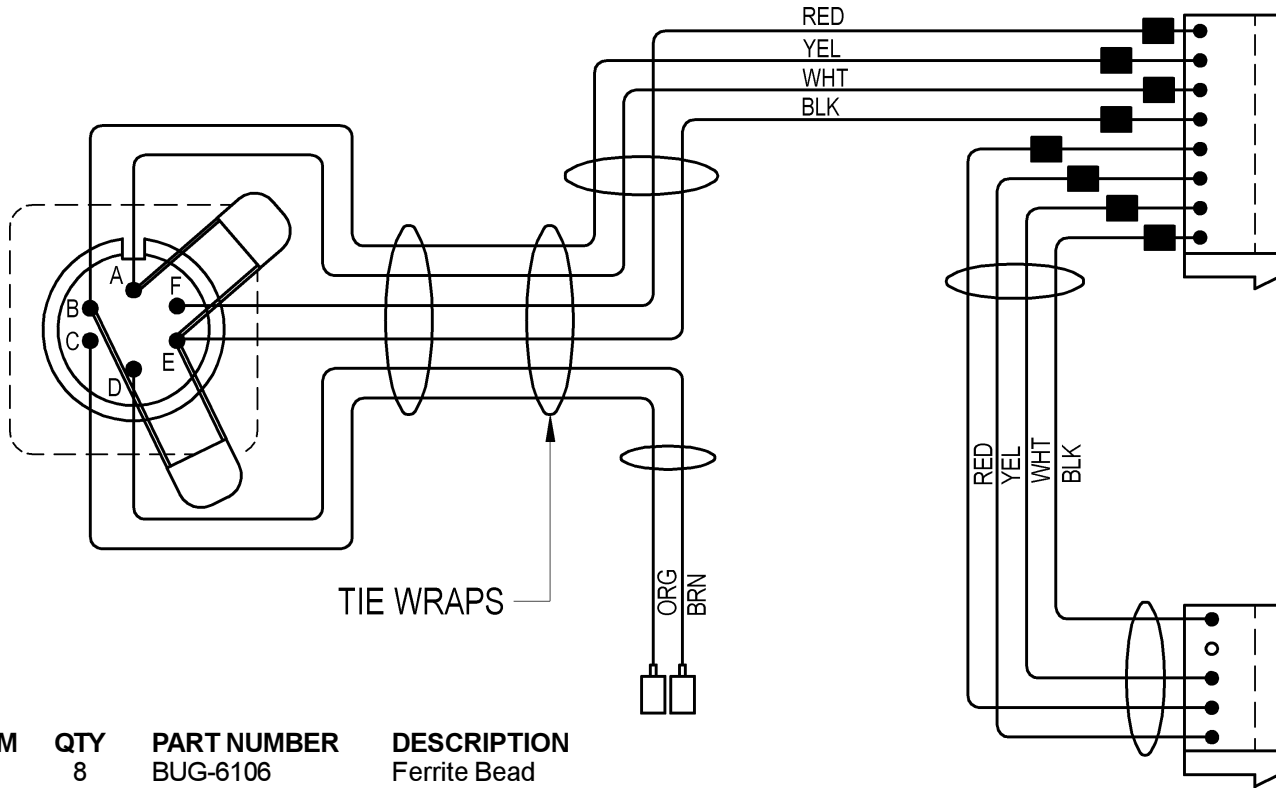 RED
YEL
WHT
BLK
A
F
B
C
E
D
RED
YEL
WHT
BLK
TIE WRAPS
ORG
BRN
M QTY PART NUMBER DESCRIPTION
8 BUG-6106 Ferrite Bead